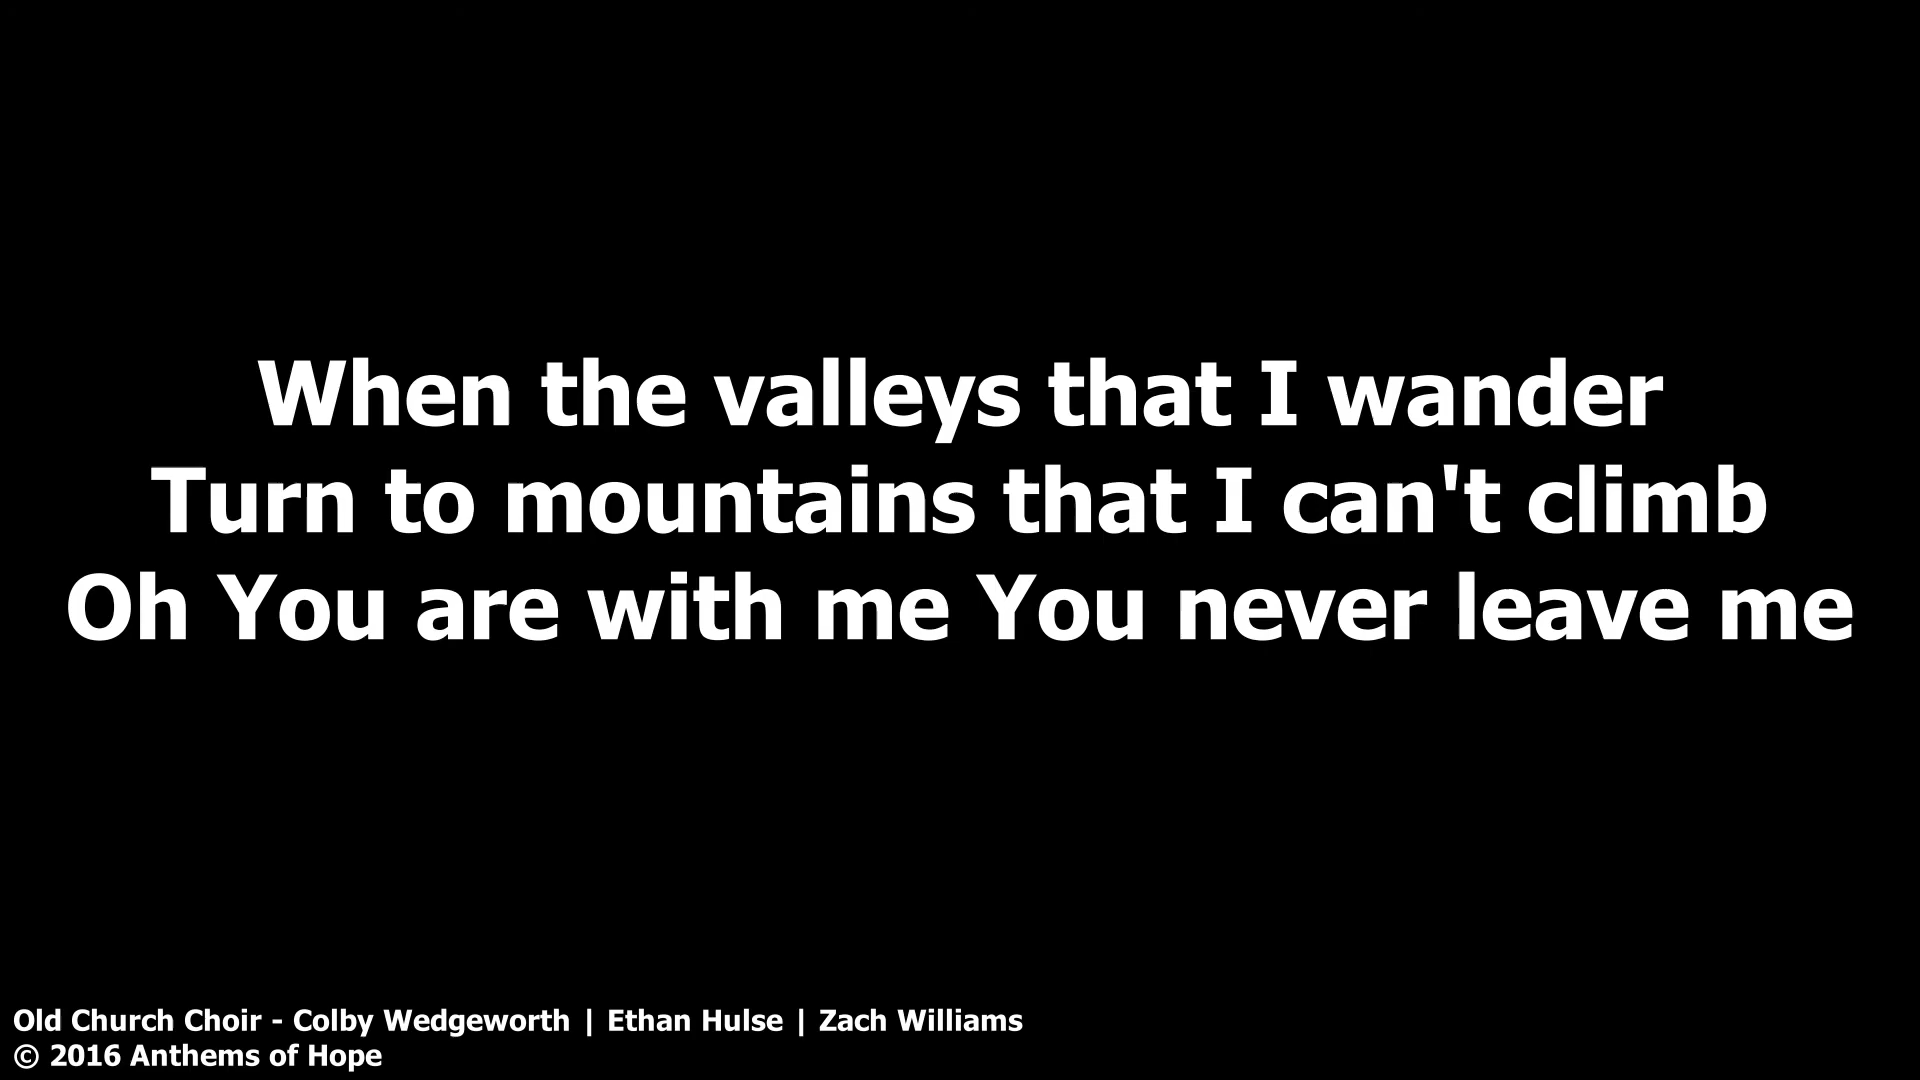 When the valleys that I wander
Turn to mountains that I can't climb
Oh You are with me You never leave me
Old Church Choir - Colby Wedgeworth | Ethan Hulse | Zach Williams
© 2016 Anthems of Hope